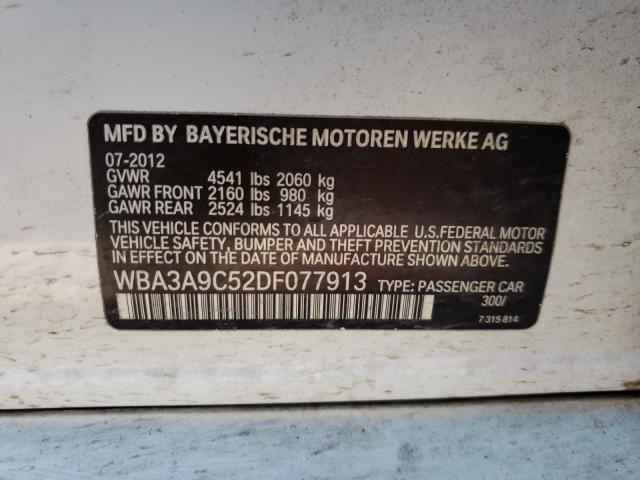 MFD BY BAYERISCHE MOTOREN WERKE AG
07-2012
GVWR 4541 lbs 2060 kg
GAWR FRONT 2160 lbs 980 kg
GAWR REAR 2524 lbs 1145 kg
THIS VEHICLE CONFORMS TO ALL APPLICABLE U.S.FEDERAL MOTOR
VEHICLE SAFETY, BUMPER AND THEFT PREVENTION STANDARDS
IN EFFECT ON THE DATE OF MANUFACTURE SHOWN ABOVE.
WBA3A9C52DF077913 TYPE: PASSENGER CAR
300/
7 315 814